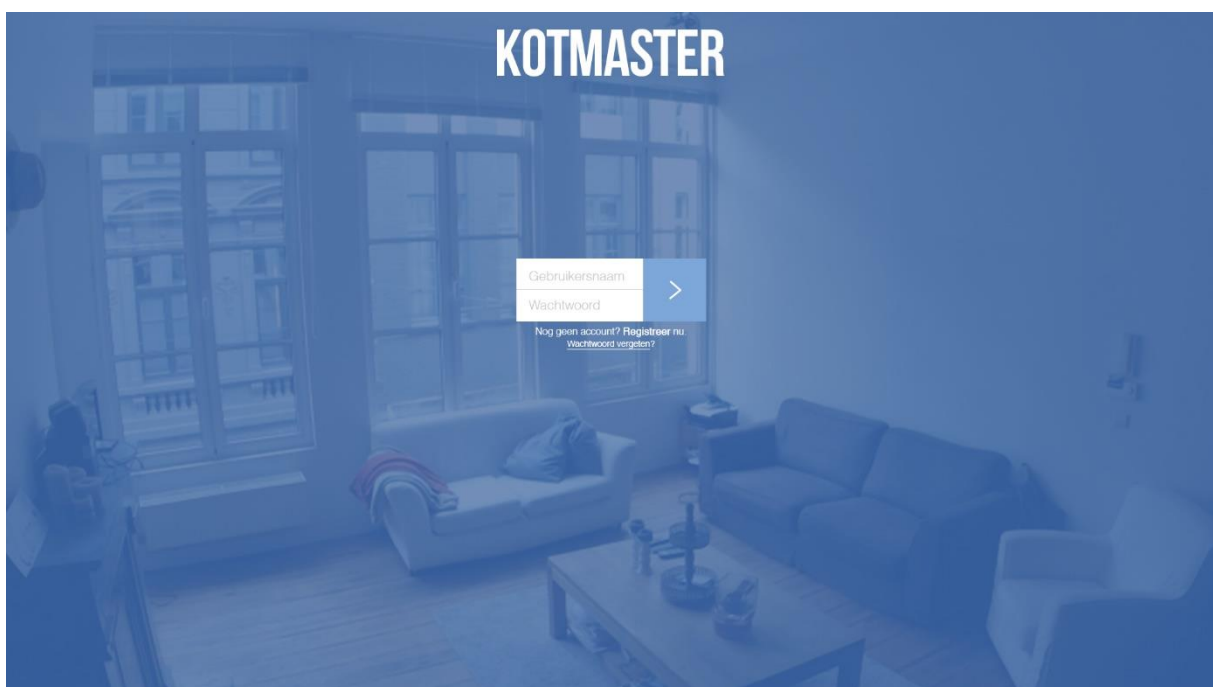 KOTMASTER
Gebruikersnaam
Wachtwoord
Nog geen account? Registreer nu
Wachtwoord vergeten?